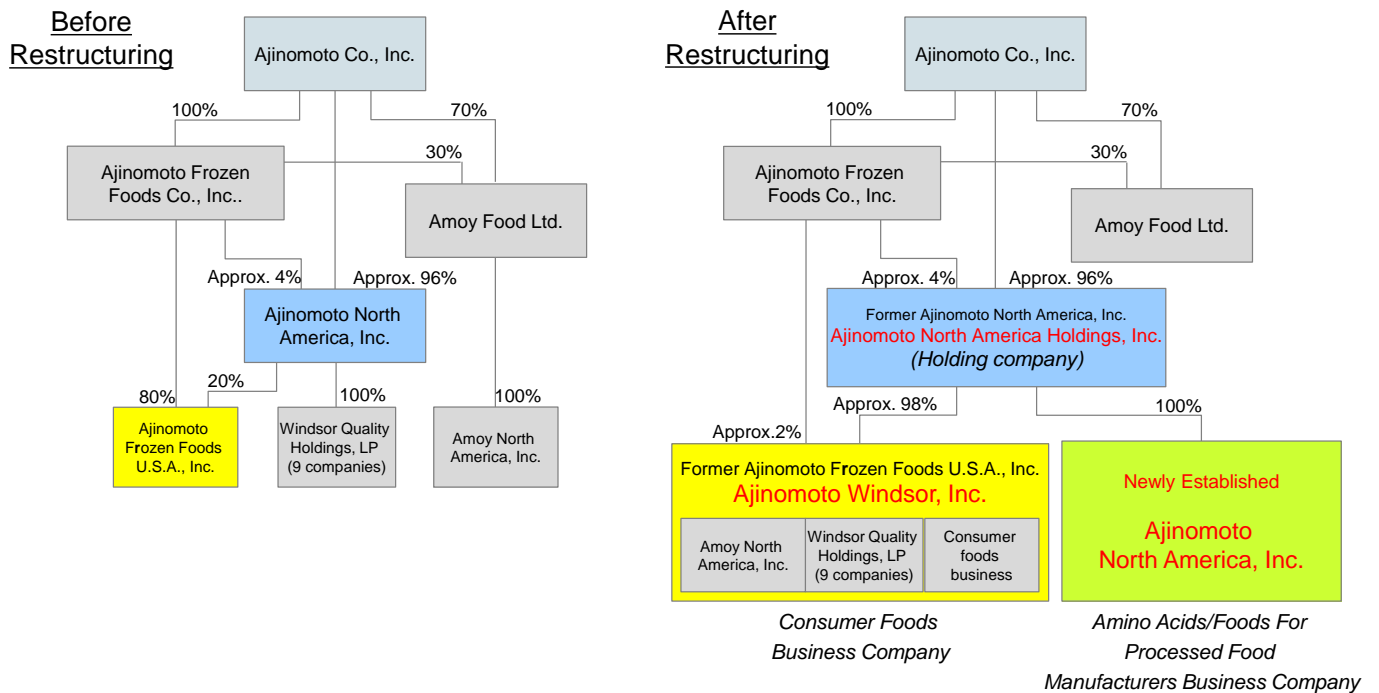 Before
Restructuring
Ajinomoto Co., Inc.
100%
70%
Ajinomoto Frozen
Foods Co., Inc..
30%
Amoy Food Ltd.
Approx. 4%
Approx. 96%
Ajinomoto North
America, Inc.
80%
20%
100%
100%
Ajinomoto
Frozen Foods
U.S.A., Inc.
Windsor Quality
Holdings, LP
(9 companies)
Amoy North
America, Inc.
After
Restructuring
Ajinomoto Co., Inc.
100%
70%
Ajinomoto Frozen
Foods Co., Inc.
30%
Amoy Food Ltd.
Approx. 4%
Approx. 96%
Former Ajinomoto North America, Inc.
Ajinomoto North America Holdings, Inc.
(Holding company)
Approx.2%
Approx. 98%
100%
Former Ajinomoto Frozen Foods U.S.A., Inc.
Ajinomoto Windsor, Inc.
Amoy North
America, Inc.
Windsor Quality
Holdings, LP
(9 companies)
Consumer
foods
business
Newly Established
Ajinomoto
North America, Inc.
Consumer Foods
Business Company
Amino Acids/Foods For
Processed Food
Manufacturers Business Company